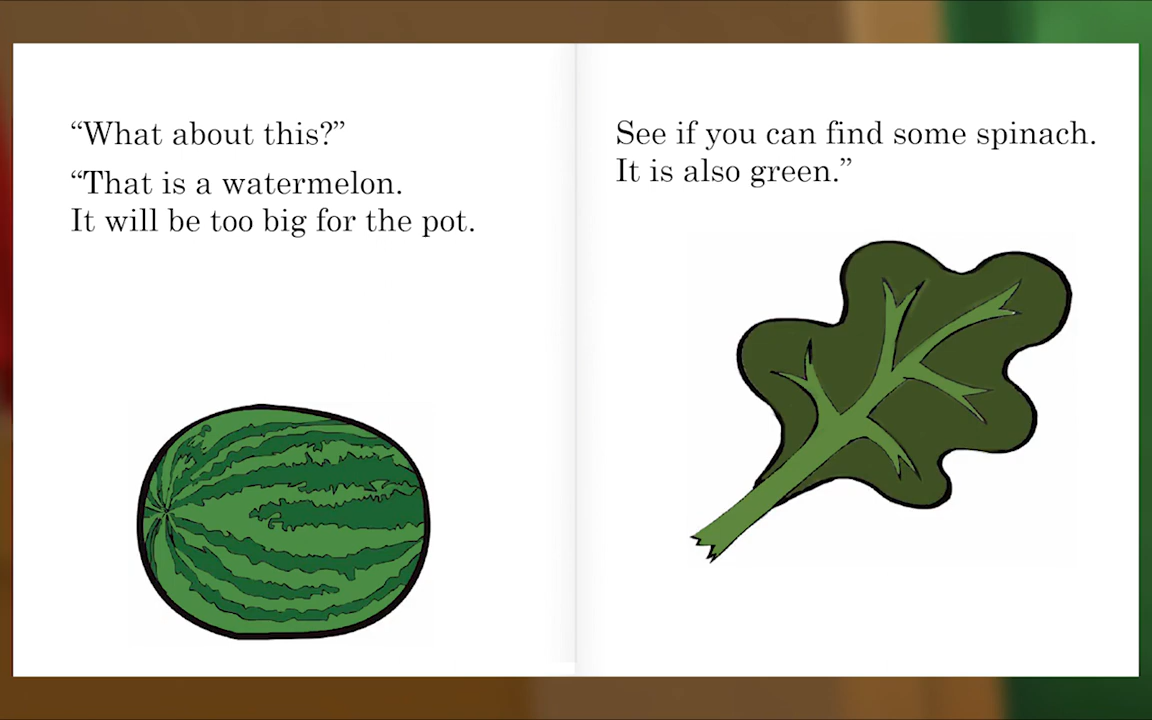 “What about this?”
“That is a watermelon.
It will be too big for the pot.
See if you can find some spinach.
It is also green.”